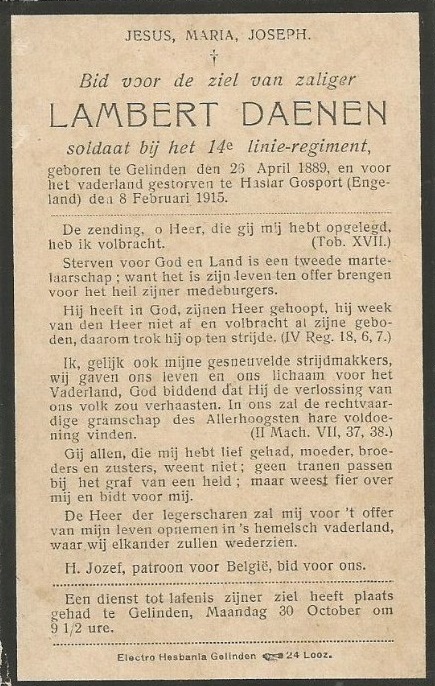 JESUS, MARIA, JOSEPH.
†
Bid voor de ziel van zaliger
LAMBERT DAENEN
soldaat bij het 14e linie-regiment,
geboren te Gelinden den 26 April 1889, en voor
het vaderland gestorven te Haslar Gosport (Enge-
land) den 8 Februari 1915.
De zending, o Heer, die gij mij hebt opgelegd,
heb ik volbracht. (Tob. XVII.)
Sterven voor God en Land is een tweede marte-
laarschap; want het is zijn leven ten offer brengen
voor het heil zijner medeburgers.
Hij heeft in God, zijnen Heer gehoopt, hij week
van den Heer niet af en volbracht al zijne gebo-
den, daarom trok hij op ten strijde. (IV Reg. 18, 6, 7.)
Ik, gelijk ook mijne gesneuvelde strijdmakkers,
wij gaven ons leven en ons lichaam voor het
Vaderland, God biddend dat Hij de verlossing van
ons volk zou verhaasten. In ons zal de rechtvaar-
dige gramschap des Allerhoogsten hare voldoe-
ning vinden. (II Mach. VII, 37, 38.)
Gij allen, die mij hebt lief gehad, moeder, broe-
ders en zusters, weent niet; geen tranen passen
bij het graf van een held; maar weest fier over
mij en bidt voor mij.
De Heer der legerscharen zal mij voor 't offer
van mijn leven opnemen in 's hemelsch vaderland,
waar wij elkander zullen wederzien.
H. Jozef, patroon voor België, bid voor ons.
Een dienst tot lafenis zijner ziel heeft plaats
gehad te Gelinden, Maandag 30 October om
9 1/2 ure.
Electro Hesbania Gelinden 24 Looz.